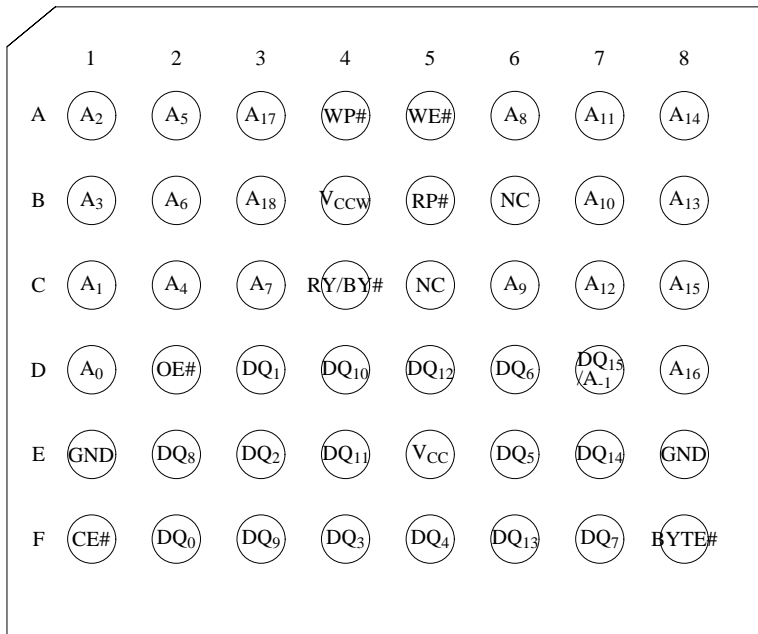 1 2 3 4 5 6 7 8
A A₂ A₅ A₁₇ WP# WE# A₈ A₁₁ A₁₄
B A₃ A₆ A₁₈ V_CCW RP# NC A₁₀ A₁₃
C A₁ A₄ A₇ RY/BY# NC A₉ A₁₂ A₁₅
D A₀ OE# DQ₁ DQ₁₀ DQ₁₂ DQ₆ DQ₁₅/A₋₁ A₁₆
E GND DQ₈ DQ₂ DQ₁₁ V_CC DQ₅ DQ₁₄ GND
F CE# DQ₀ DQ₉ DQ₃ DQ₄ DQ₁₃ DQ₇ BYTE#